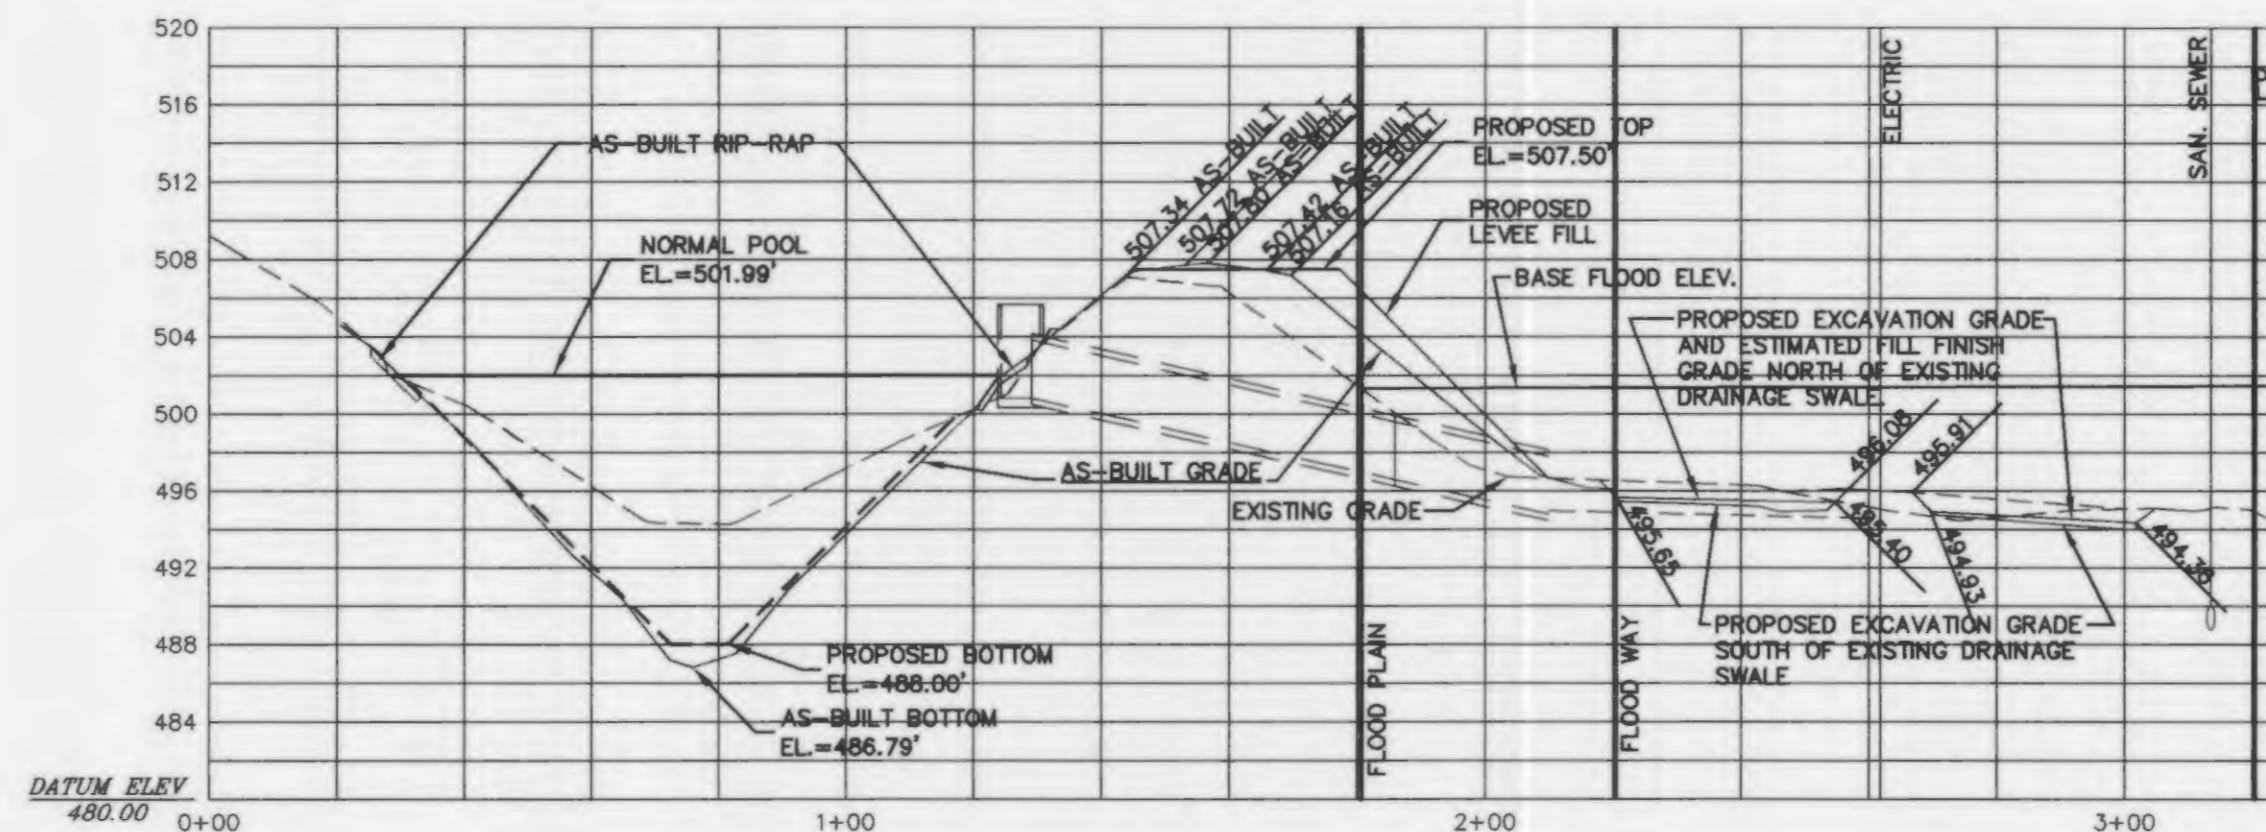 520
516
512
508
504
500
496
492
488
484
DATUM ELEV
480.00
0+00
1+00
2+00
3+00
AS-BUILT RIP-RAP
NORMAL POOL
EL.=501.99'
507.34 AS-BUILT
507.72 AS-BUILT
507.80 AS-BUILT
507.42 AS-BUILT
507.16 AS-BUILT
PROPOSED TOP
EL.=507.50'
PROPOSED
LEVEE FILL
BASE FLOOD ELEV.
PROPOSED EXCAVATION GRADE
AND ESTIMATED FILL FINISH
GRADE NORTH OF EXISTING
DRAINAGE SWALE
ELECTRIC
SAN. SEWER
AS-BUILT GRADE
EXISTING GRADE
496.08
495.91
495.65
495.40
494.93
494.38
PROPOSED EXCAVATION GRADE
SOUTH OF EXISTING DRAINAGE
SWALE
PROPOSED BOTTOM
EL.=488.00'
AS-BUILT BOTTOM
EL.=486.79'
FLOOD PLAIN
FLOOD WAY